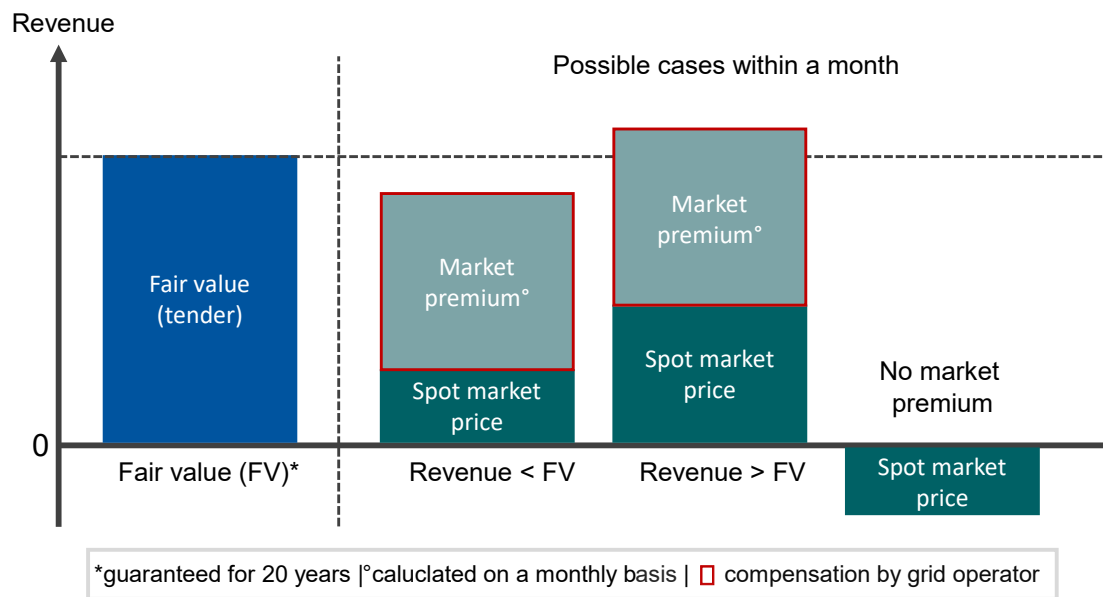 Revenue
Possible cases within a month
Fair value
(tender)
Market
premium°
Spot market
price
Market
premium°
Spot market
price
No market
premium
Spot market
price
0
Fair value (FV)*
Revenue < FV
Revenue > FV
*guaranteed for 20 years |°caluclated on a monthly basis | compensation by grid operator